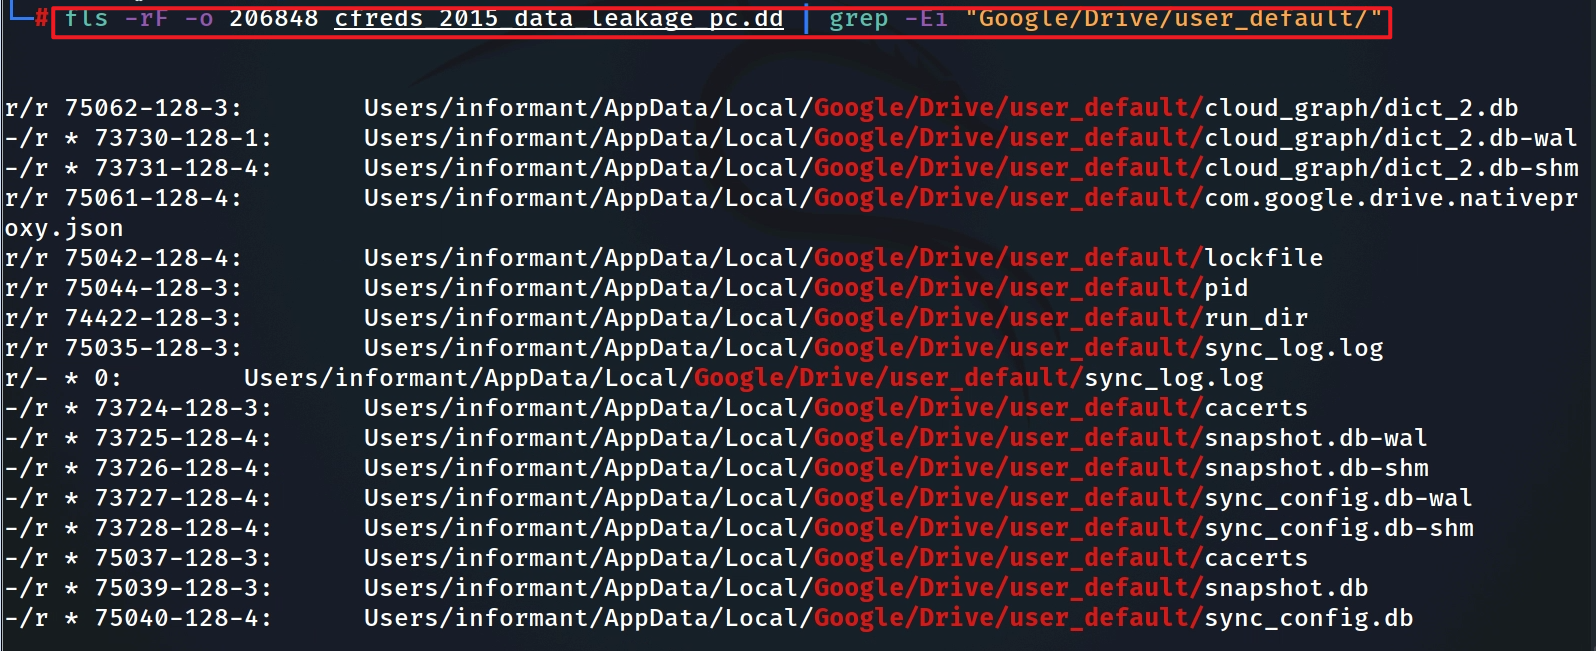 # fls -rF -o 206848 cfreds_2015_data_leakage_pc.dd | grep -Ei "Google/Drive/user_default/"
r/r 75062-128-3: Users/informant/AppData/Local/Google/Drive/user_default/cloud_graph/dict_2.db
-/r * 73730-128-1: Users/informant/AppData/Local/Google/Drive/user_default/cloud_graph/dict_2.db-wal
-/r * 73731-128-4: Users/informant/AppData/Local/Google/Drive/user_default/cloud_graph/dict_2.db-shm
r/r 75061-128-4: Users/informant/AppData/Local/Google/Drive/user_default/com.google.drive.nativepr
oxy.json
r/r 75042-128-4: Users/informant/AppData/Local/Google/Drive/user_default/lockfile
r/r 75044-128-3: Users/informant/AppData/Local/Google/Drive/user_default/pid
r/r 74422-128-3: Users/informant/AppData/Local/Google/Drive/user_default/run_dir
r/r 75035-128-3: Users/informant/AppData/Local/Google/Drive/user_default/sync_log.log
r/- * 0: Users/informant/AppData/Local/Google/Drive/user_default/sync_log.log
-/r * 73724-128-3: Users/informant/AppData/Local/Google/Drive/user_default/cacerts
-/r * 73725-128-4: Users/informant/AppData/Local/Google/Drive/user_default/snapshot.db-wal
-/r * 73726-128-4: Users/informant/AppData/Local/Google/Drive/user_default/snapshot.db-shm
-/r * 73727-128-4: Users/informant/AppData/Local/Google/Drive/user_default/sync_config.db-wal
-/r * 73728-128-4: Users/informant/AppData/Local/Google/Drive/user_default/sync_config.db-shm
-/r * 75037-128-3: Users/informant/AppData/Local/Google/Drive/user_default/cacerts
-/r * 75039-128-3: Users/informant/AppData/Local/Google/Drive/user_default/snapshot.db
-/r * 75040-128-4: Users/informant/AppData/Local/Google/Drive/user_default/sync_config.db